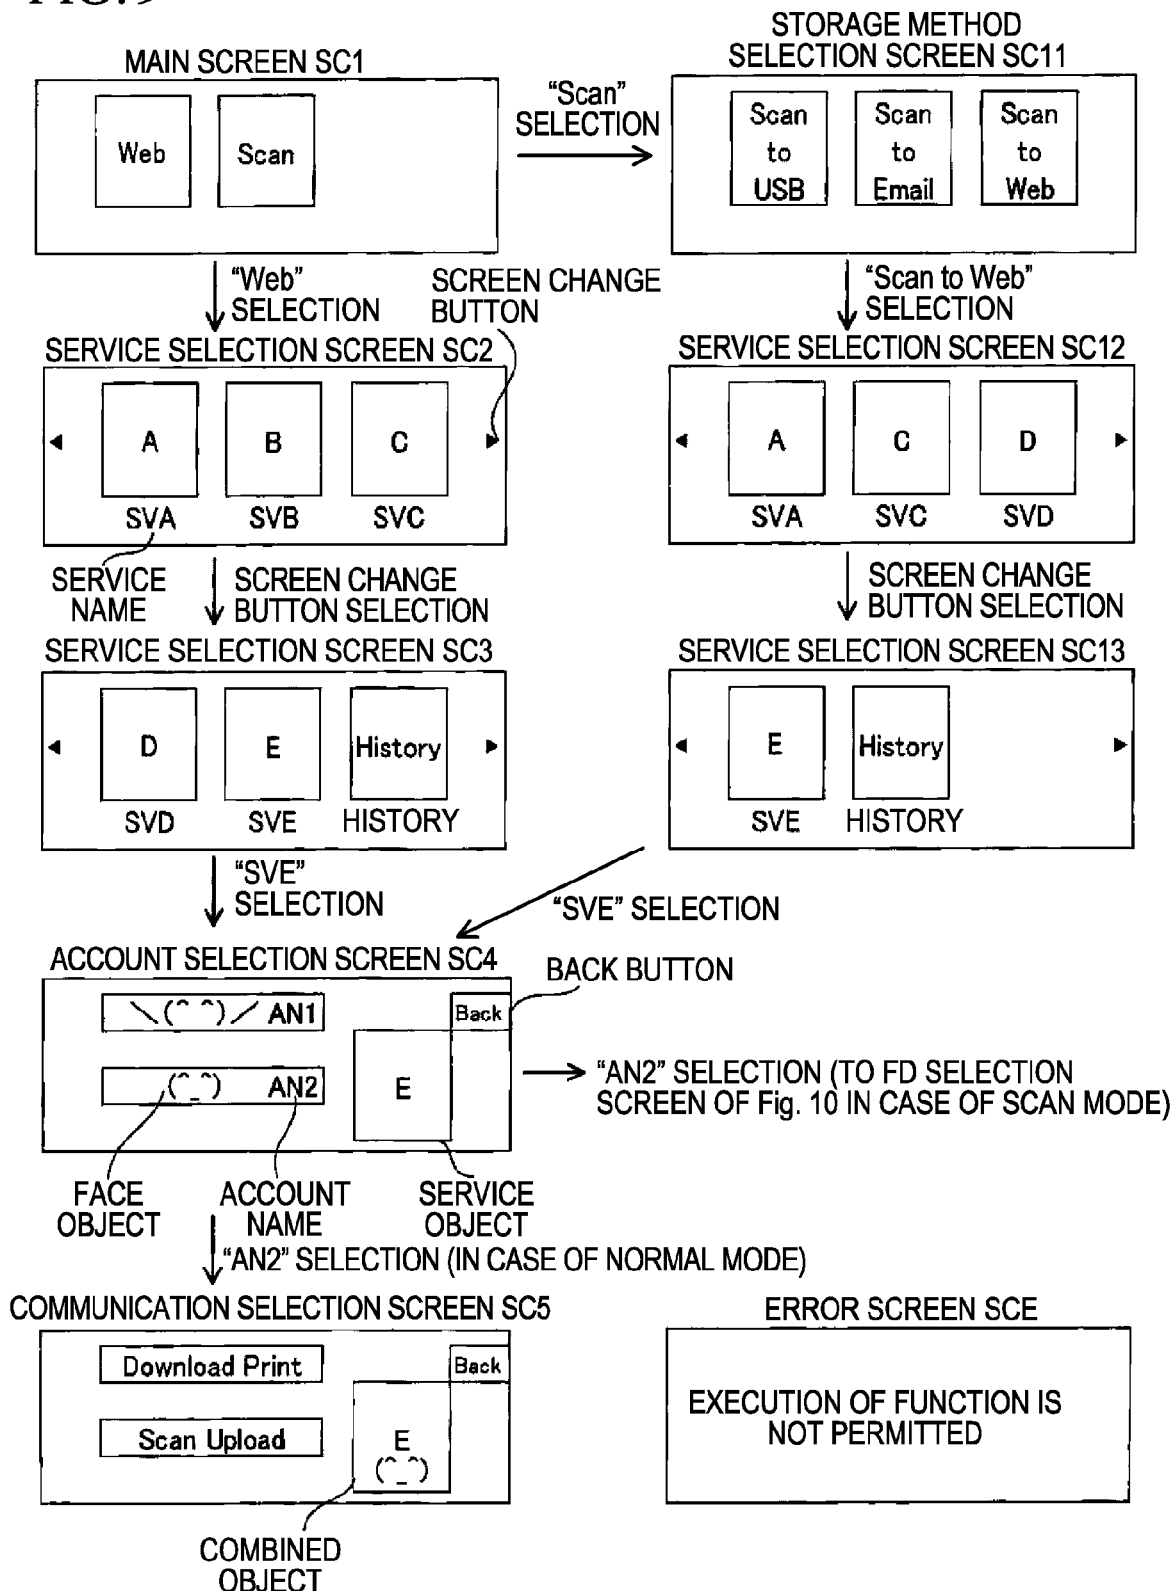 FIG. 9
MAIN SCREEN SC1
Web
Scan
"Scan"
SELECTION
STORAGE METHOD
SELECTION SCREEN SC11
Scan
to
USB
Scan
to
Email
Scan
to
Web
"Web"
SELECTION
SCREEN CHANGE
BUTTON
"Scan to Web"
SELECTION
SERVICE SELECTION SCREEN SC2
◀
A
B
C
▶
SVA
SVB
SVC
SERVICE
NAME
SCREEN CHANGE
BUTTON SELECTION
SERVICE SELECTION SCREEN SC12
◀
A
C
D
▶
SVA
SVC
SVD
SCREEN CHANGE
BUTTON SELECTION
SERVICE SELECTION SCREEN SC3
◀
D
E
History
▶
SVD
SVE
HISTORY
"SVE"
SELECTION
SERVICE SELECTION SCREEN SC13
◀
E
History
▶
SVE
HISTORY
"SVE" SELECTION
ACCOUNT SELECTION SCREEN SC4
\(^ ^)/ AN1
(^_^) AN2
Back
E
BACK BUTTON
"AN2" SELECTION (TO FD SELECTION
SCREEN OF Fig. 10 IN CASE OF SCAN MODE)
FACE
OBJECT
ACCOUNT
NAME
SERVICE
OBJECT
"AN2" SELECTION (IN CASE OF NORMAL MODE)
COMMUNICATION SELECTION SCREEN SC5
Download Print
Scan Upload
Back
E
(^_^)
COMBINED
OBJECT
ERROR SCREEN SCE
EXECUTION OF FUNCTION IS
NOT PERMITTED